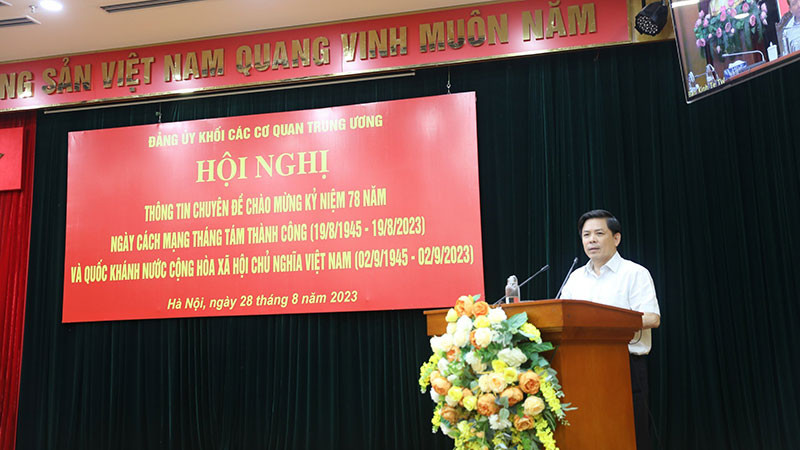 NG SẢN VIỆT NAM QUANG VINH MUÔN NĂM
ĐẢNG ỦY KHỐI CÁC CƠ QUAN TRUNG ƯƠNG
HỘI NGHỊ
THÔNG TIN CHUYÊN ĐỀ CHÀO MỪNG KỶ NIỆM 78 NĂM
NGÀY CÁCH MẠNG THÁNG TÁM THÀNH CÔNG (19/8/1945 - 19/8/2023)
VÀ QUỐC KHÁNH NƯỚC CỘNG HÒA XÃ HỘI CHỦ NGHĨA VIỆT NAM (02/9/1945 - 02/9/2023)
Hà Nội, ngày 28 tháng 8 năm 2023